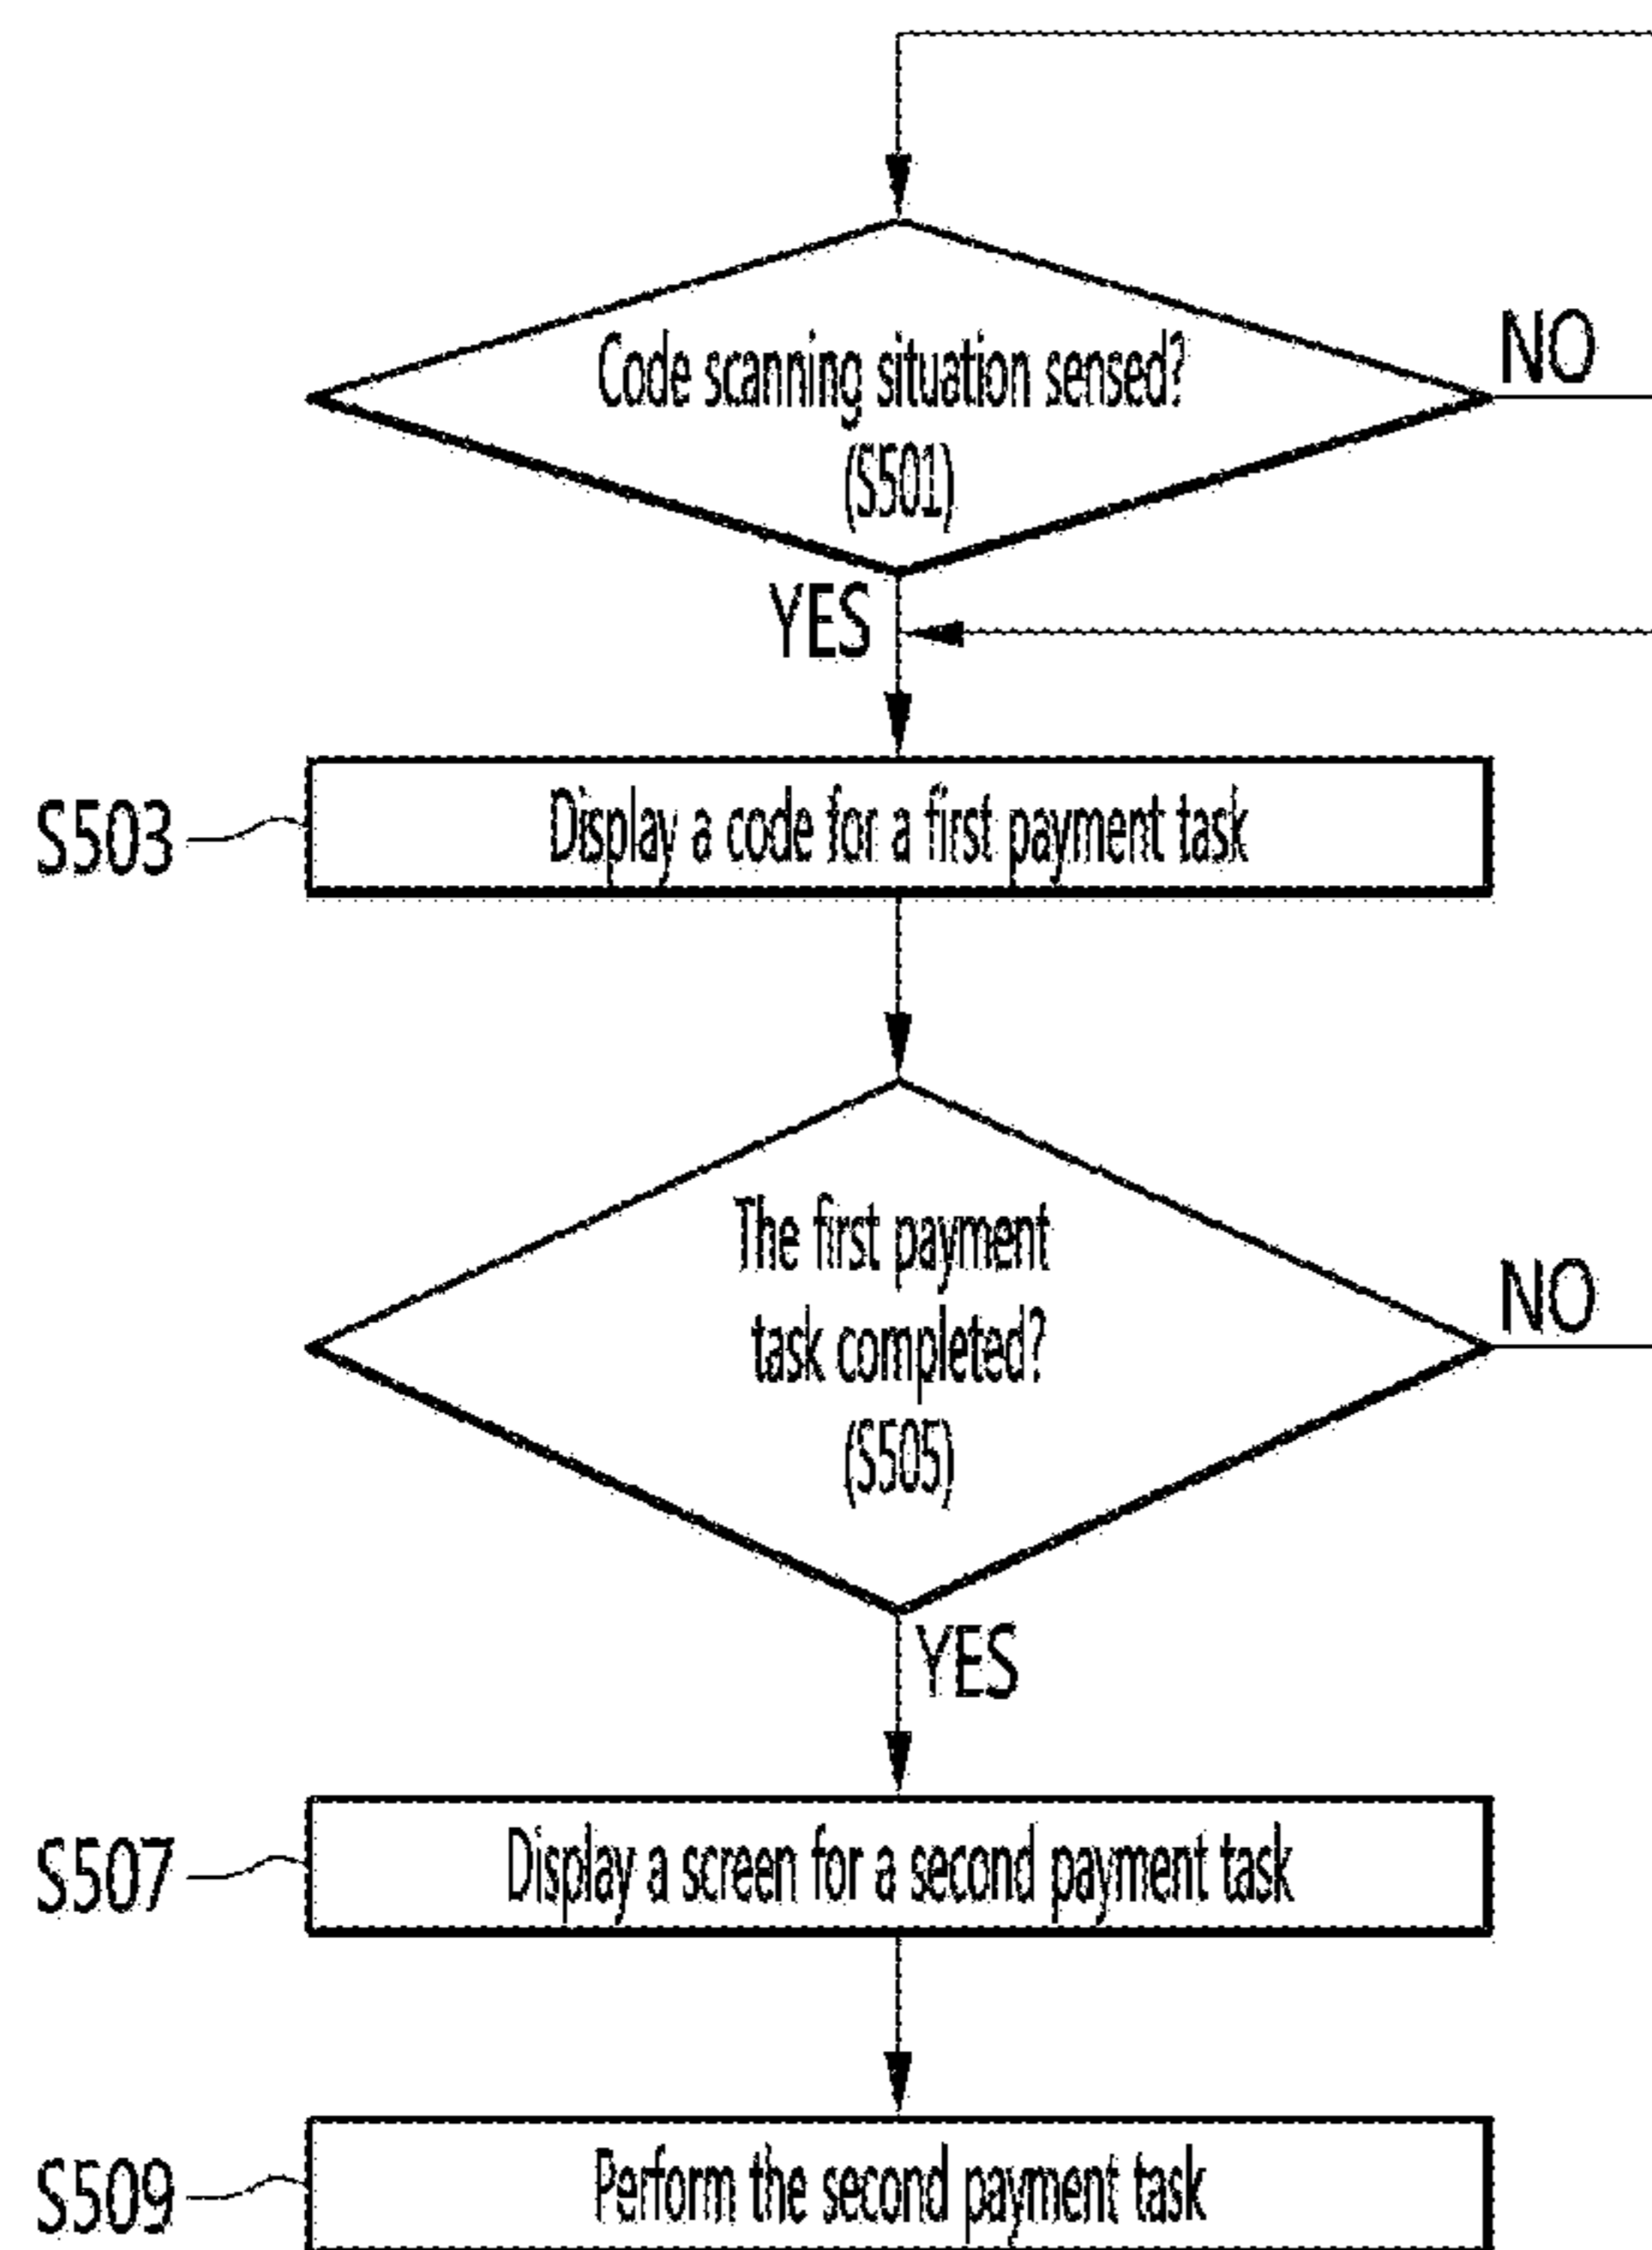 Code scanning situation sensed?
NO
(S501)
YES
S503
Display a code for a first payment task
The first payment
NO
task completed?
(S505)
YES
S507
Display a screen for a second payment task
S509
Perform the second payment task